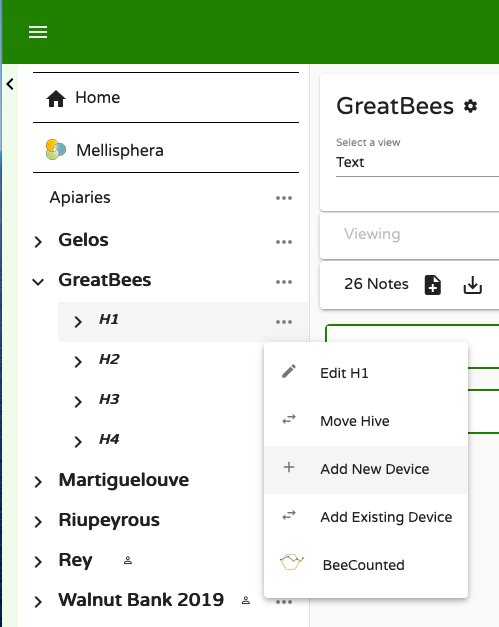 Home
Mellisphera
Apiaries
Gelos
GreatBees
H1
H2
H3
H4
Martiguelouve
Riupeyrous
Rey
Walnut Bank 2019
GreatBees
Select a view
Text
Viewing
26 Notes
Edit H1
Move Hive
Add New Device
Add Existing Device
BeeCounted